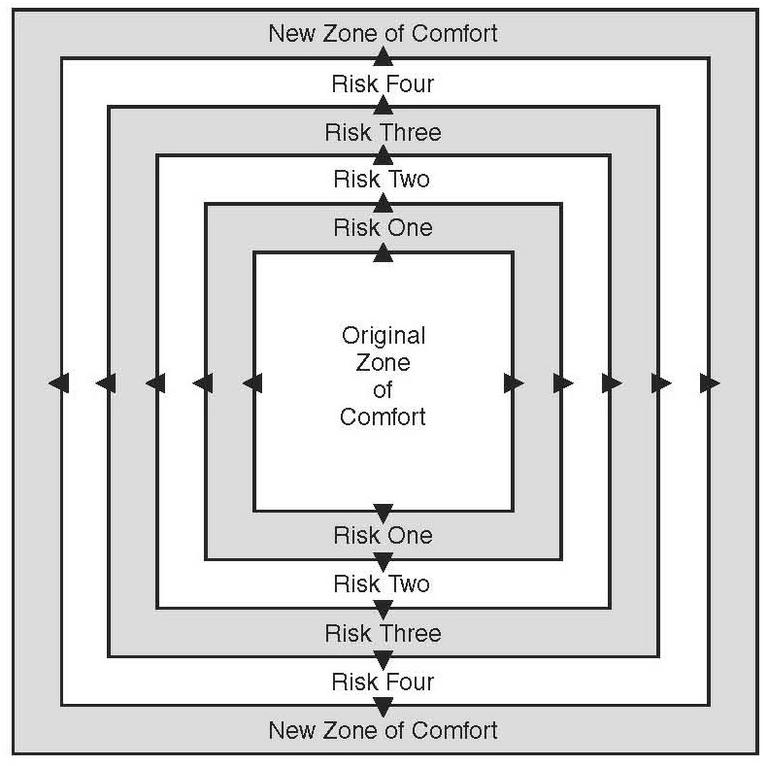 New Zone of Comfort
Risk Four
Risk Three
Risk Two
Risk One
Original
Zone
of
Comfort
Risk One
Risk Two
Risk Three
Risk Four
New Zone of Comfort